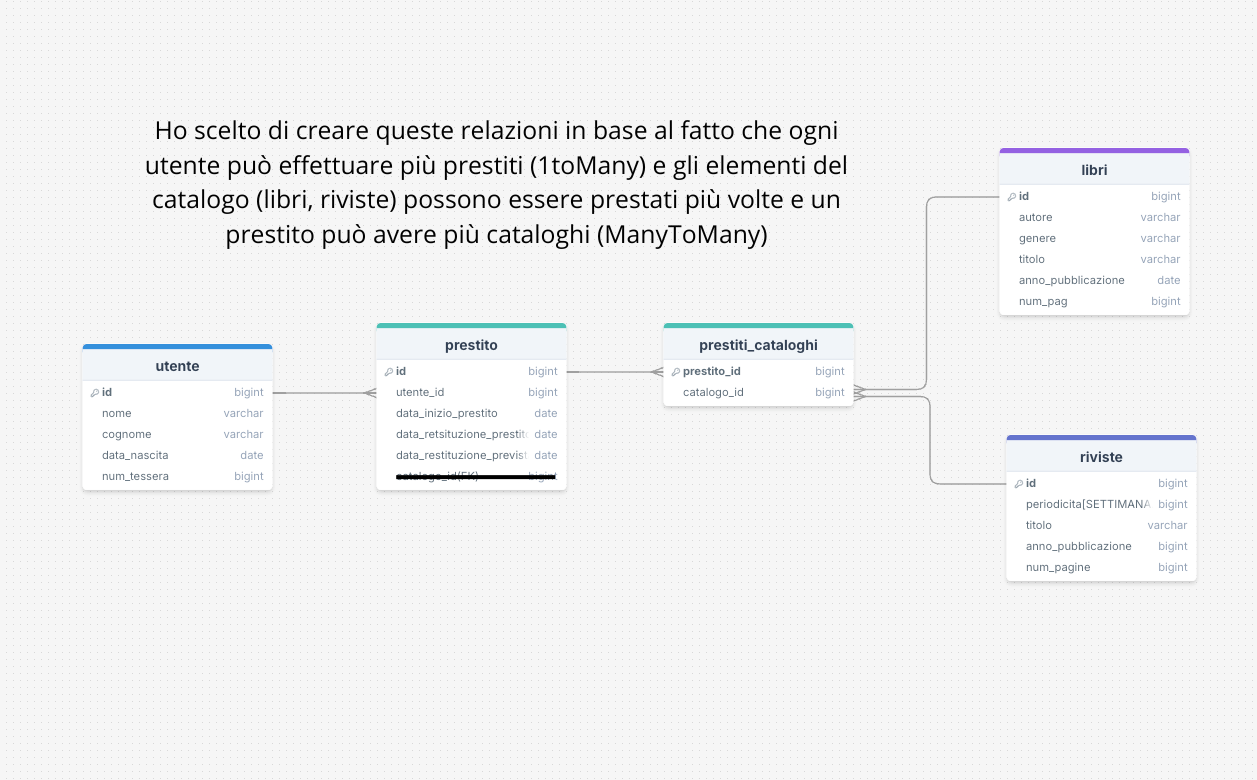 Ho scelto di creare queste relazioni in base al fatto che ogni
utente può effettuare più prestiti (1toMany) e gli elementi del
catalogo (libri, riviste) possono essere prestati più volte e un
prestito può avere più cataloghi (ManyToMany)
utente
id bigint
nome varchar
cognome varchar
data_nascita date
num_tessera bigint
prestito
id bigint
utente_id bigint
data_inizio_prestito date
data_retsituzione_prestit date
data_restituzione_previst date
catalogo_id(FK) bigint
prestiti_cataloghi
prestito_id bigint
catalogo_id bigint
libri
id bigint
autore varchar
genere varchar
titolo varchar
anno_pubblicazione date
num_pag bigint
riviste
id bigint
periodicita[SETTIMANA bigint
titolo varchar
anno_pubblicazione bigint
num_pagine bigint